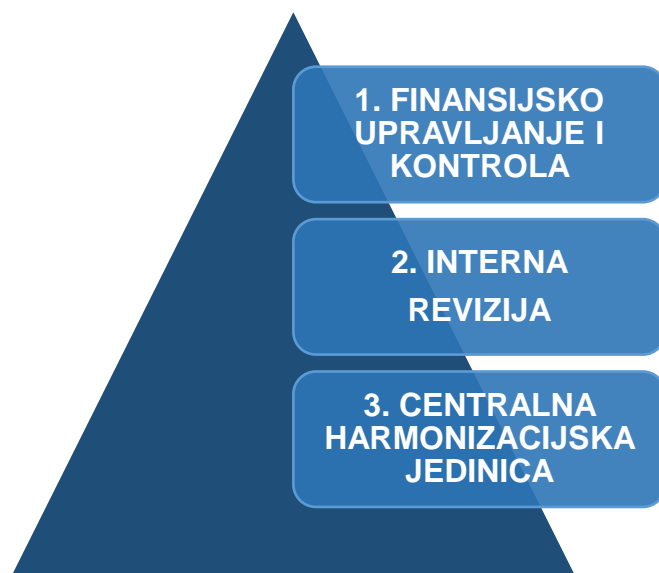 1. FINANSIJSKO
UPRAVLJANJE I
KONTROLA
2. INTERNA
REVIZIJA
3. CENTRALNA
HARMONIZACIJSKA
JEDINICA